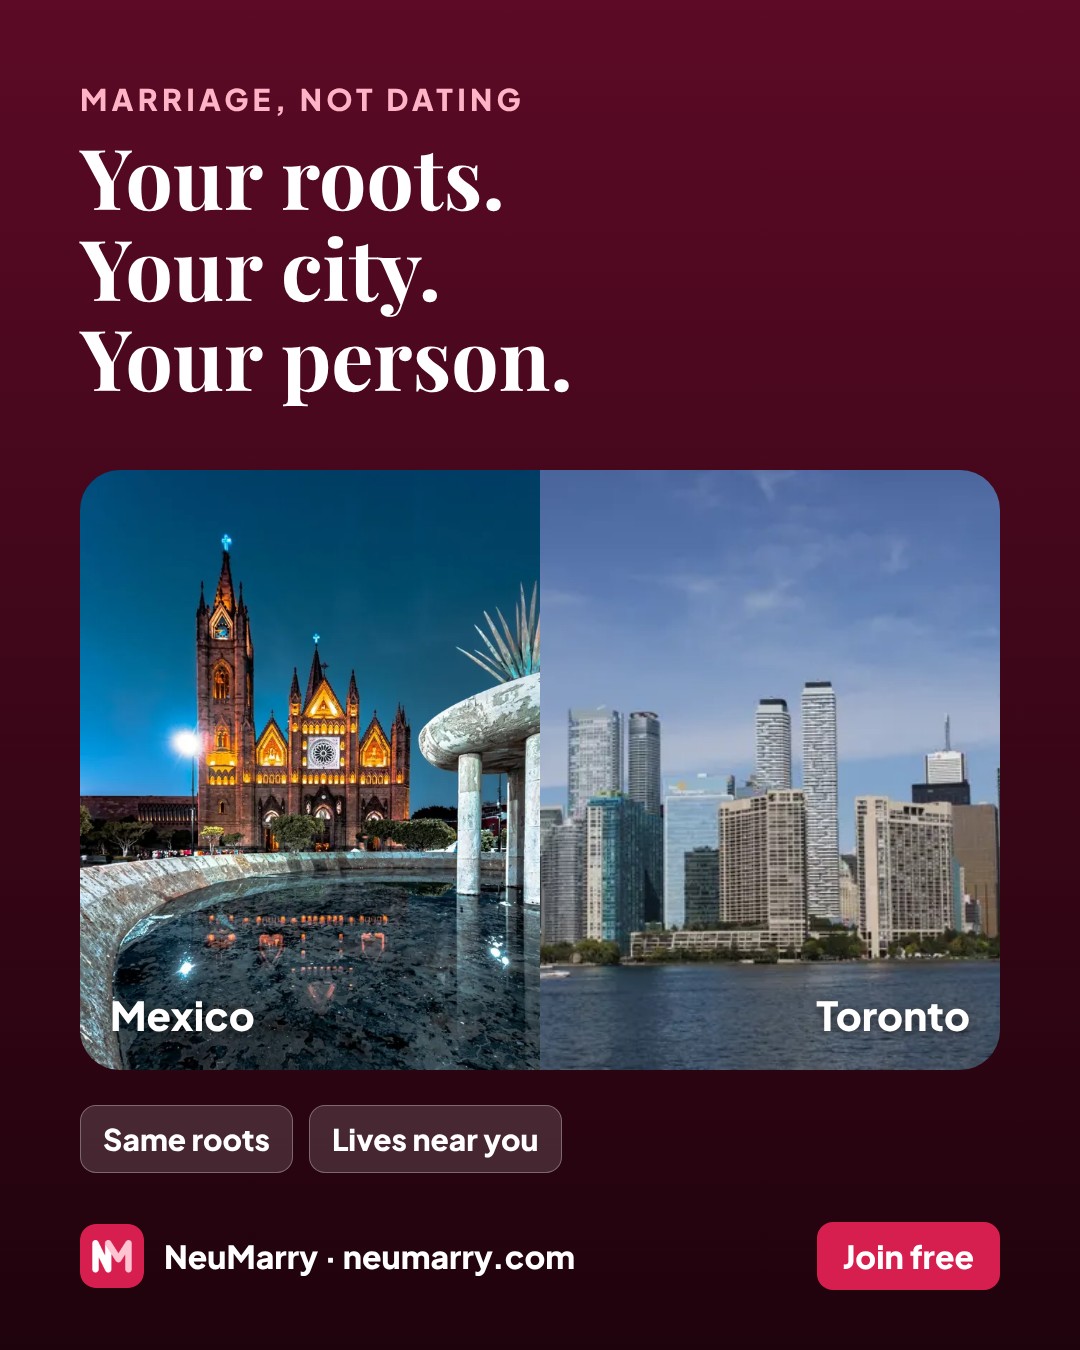 MARRIAGE, NOT DATING
Your roots.
Your city.
Your person.
Mexico
Toronto
Same roots
Lives near you
NM
NeuMarry · neumarry.com
Join free